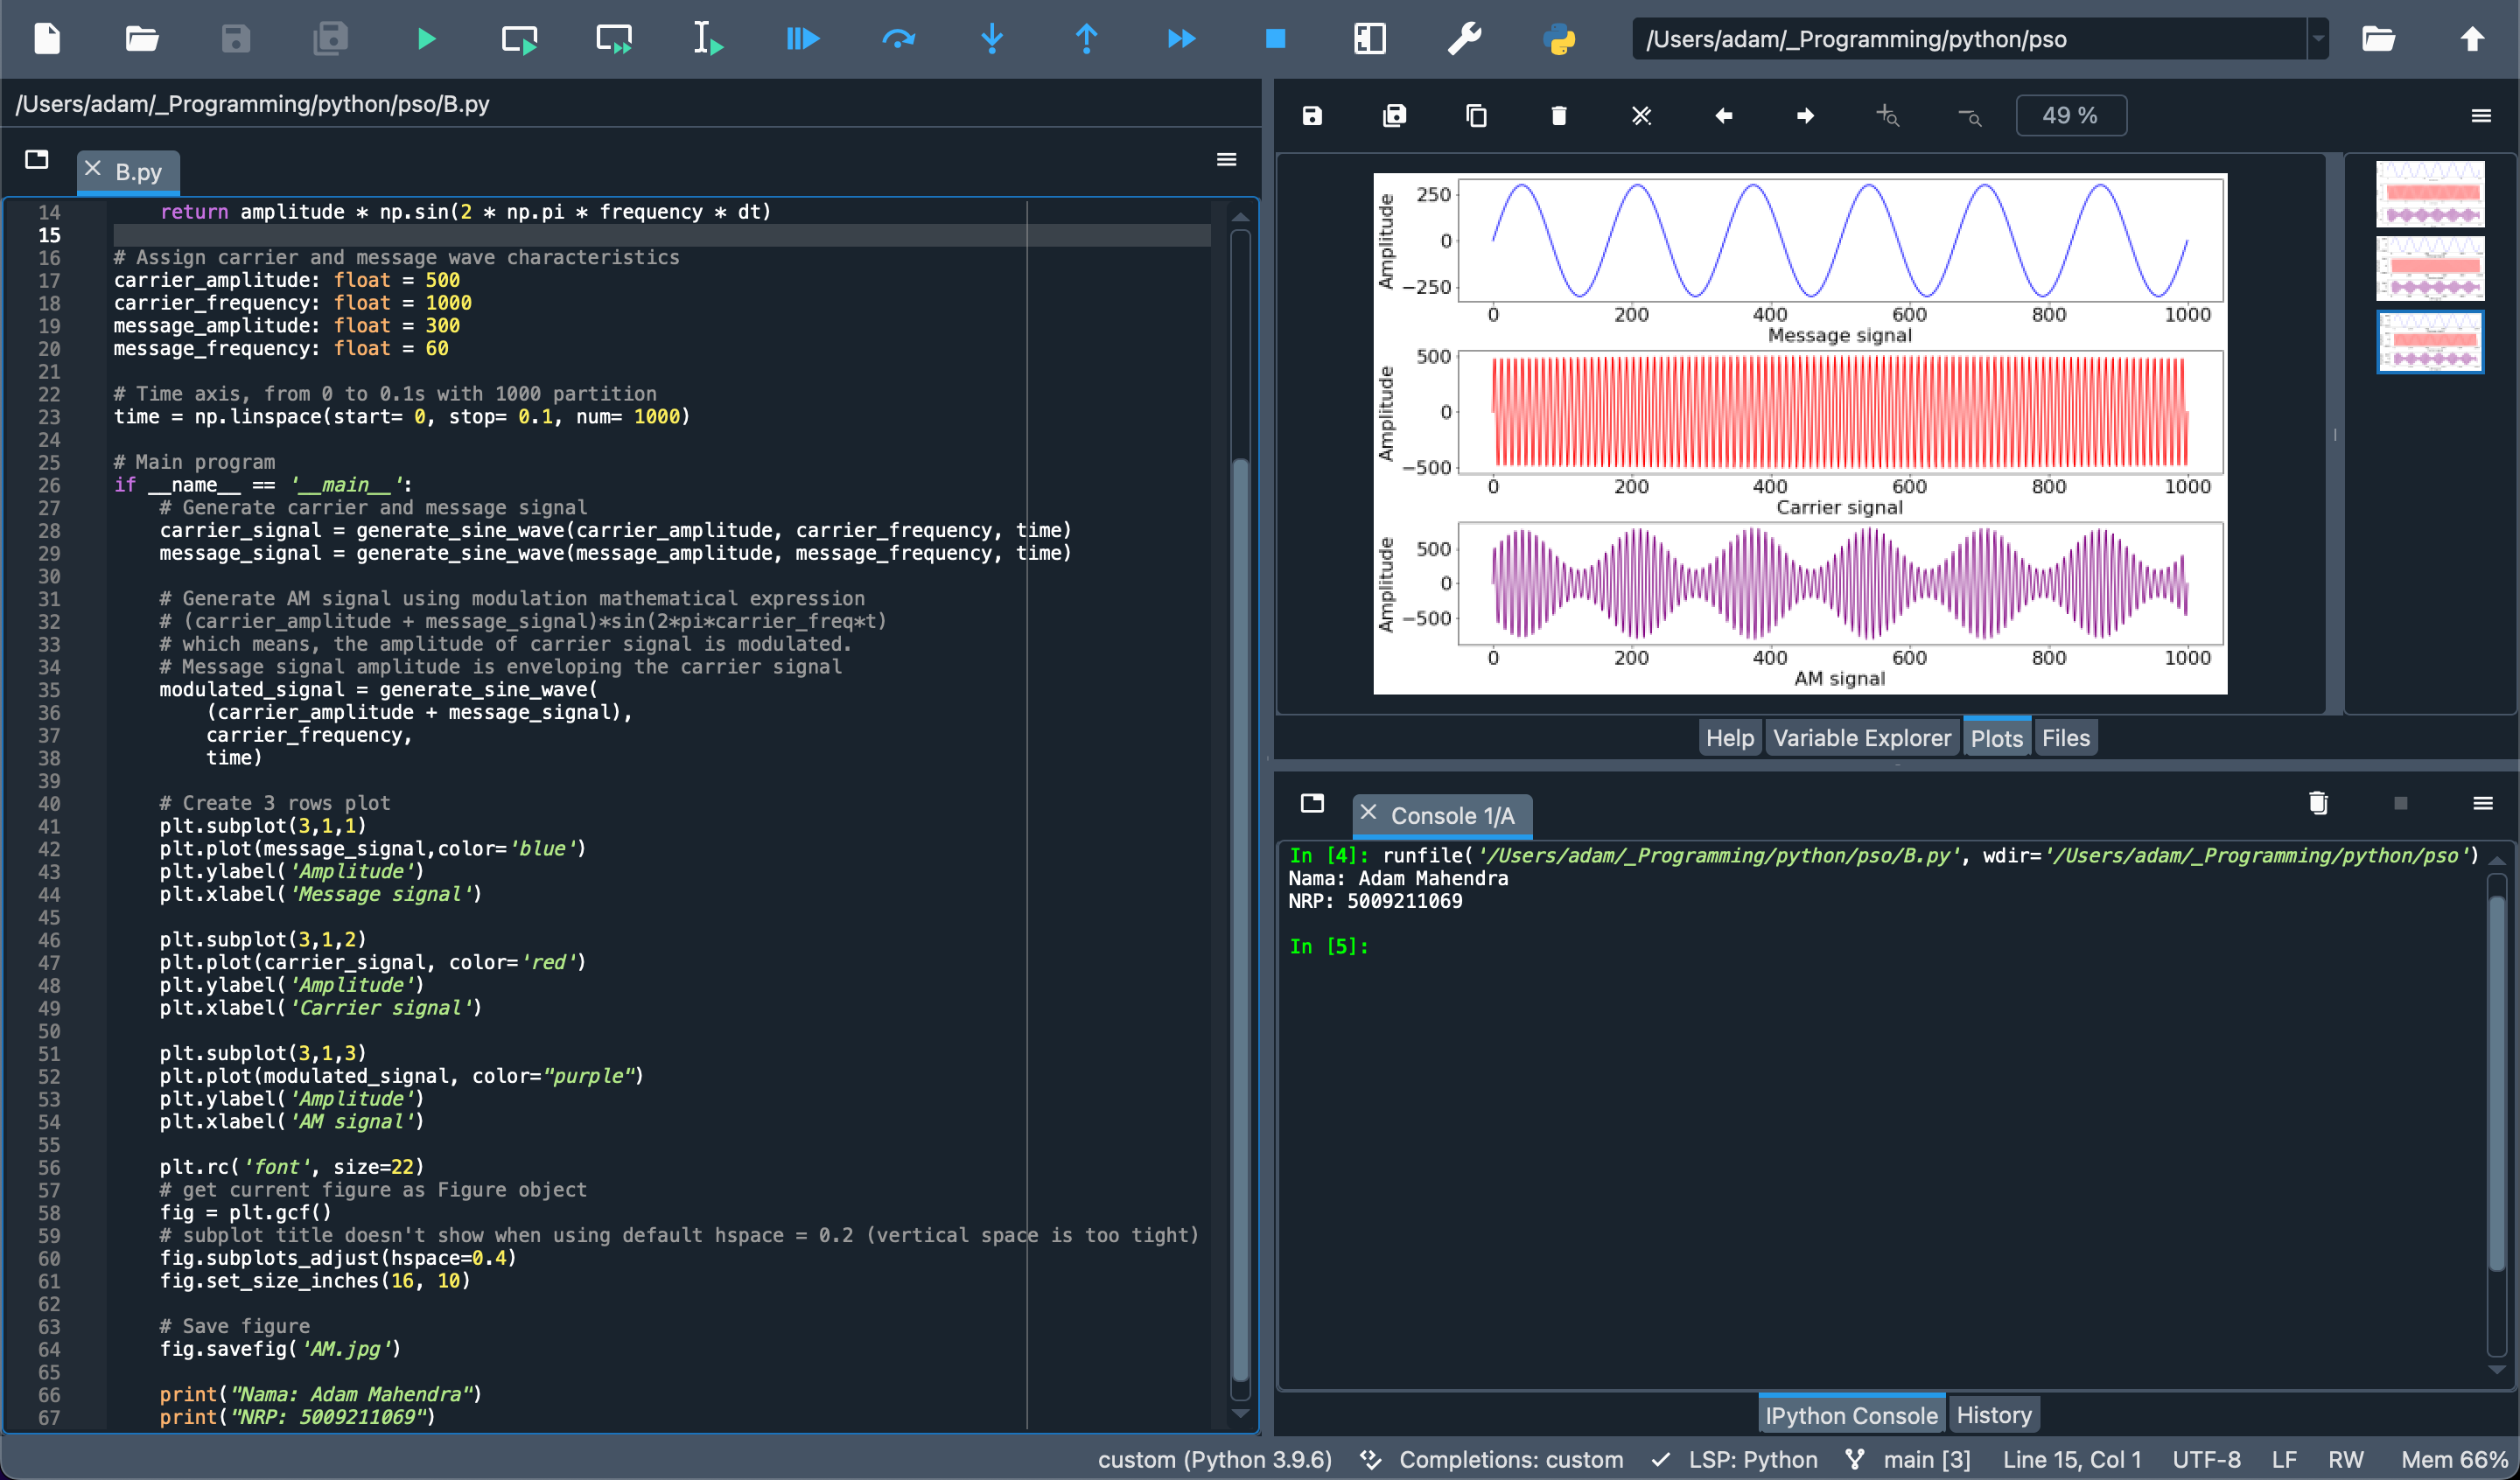 /Users/adam/_Programming/python/pso
/Users/adam/_Programming/python/pso/B.py
B.py
14     return amplitude * np.sin(2 * np.pi * frequency * dt)
15
16 # Assign carrier and message wave characteristics
17 carrier_amplitude: float = 500
18 carrier_frequency: float = 1000
19 message_amplitude: float = 300
20 message_frequency: float = 60
21
22 # Time axis, from 0 to 0.1s with 1000 partition
23 time = np.linspace(start= 0, stop= 0.1, num= 1000)
24
25 # Main program
26 if __name__ == '__main__':
27     # Generate carrier and message signal
28     carrier_signal = generate_sine_wave(carrier_amplitude, carrier_frequency, time)
29     message_signal = generate_sine_wave(message_amplitude, message_frequency, time)
30
31     # Generate AM signal using modulation mathematical expression
32     # (carrier_amplitude + message_signal)*sin(2*pi*carrier_freq*t)
33     # which means, the amplitude of carrier signal is modulated.
34     # Message signal amplitude is enveloping the carrier signal
35     modulated_signal = generate_sine_wave(
36         (carrier_amplitude + message_signal),
37         carrier_frequency,
38         time)
39
40     # Create 3 rows plot
41     plt.subplot(3,1,1)
42     plt.plot(message_signal,color='blue')
43     plt.ylabel('Amplitude')
44     plt.xlabel('Message signal')
45
46     plt.subplot(3,1,2)
47     plt.plot(carrier_signal, color='red')
48     plt.ylabel('Amplitude')
49     plt.xlabel('Carrier signal')
50
51     plt.subplot(3,1,3)
52     plt.plot(modulated_signal, color="purple")
53     plt.ylabel('Amplitude')
54     plt.xlabel('AM signal')
55
56     plt.rc('font', size=22)
57     # get current figure as Figure object
58     fig = plt.gcf()
59     # subplot title doesn't show when using default hspace = 0.2 (vertical space is too tight)
60     fig.subplots_adjust(hspace=0.4)
61     fig.set_size_inches(16, 10)
62
63     # Save figure
64     fig.savefig('AM.jpg')
65
66     print("Nama: Adam Mahendra")
67     print("NRP: 5009211069")
49 %
Amplitude
250
0
−250
0 200 400 600 800 1000
Message signal
Amplitude
500
0
−500
0 200 400 600 800 1000
Carrier signal
Amplitude
500
0
−500
0 200 400 600 800 1000
AM signal
Help Variable Explorer Plots Files
Console 1/A
In [4]: runfile('/Users/adam/_Programming/python/pso/B.py', wdir='/Users/adam/_Programming/python/pso')
Nama: Adam Mahendra
NRP: 5009211069
In [5]:
IPython Console History
custom (Python 3.9.6) Completions: custom LSP: Python main [3] Line 15, Col 1 UTF-8 LF RW Mem 66%